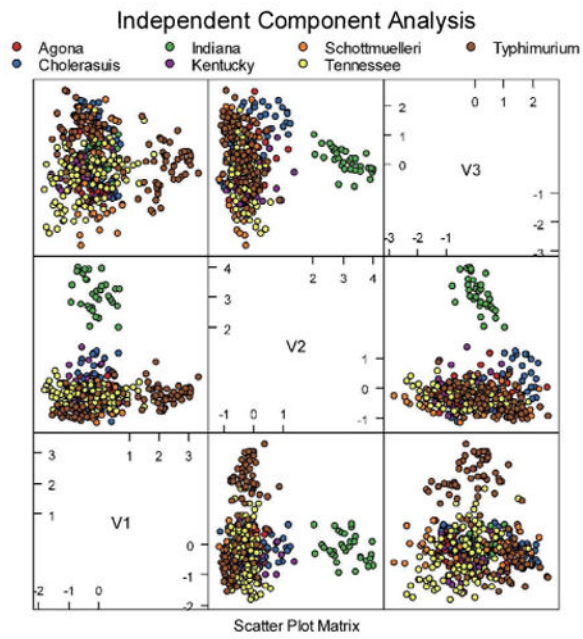 Independent Component Analysis
Agona Indiana Schottmuelleri Typhimurium
Cholerasuis Kentucky Tennessee
0 1 2
2
1
0
V3
-1
-2
-3
-3 -2 -1
4
3
2
2 3 4
V2
1
0
-1
-1 0 1
3
2
1
1 2 3
V1
0
-1
-2
-2 -1 0
Scatter Plot Matrix